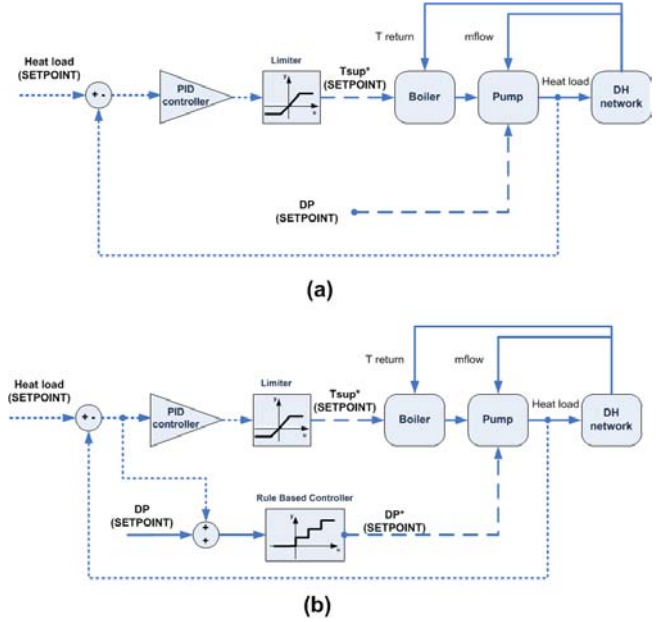 T return
mflow
Heat load
(SETPOINT)
Limiter
Tsup*
(SETPOINT)
Heat load
+ -
PID
controller
y
u
Boiler
Pump
DH
network
DP
(SETPOINT)
(a)
T return
mflow
Heat load
(SETPOINT)
Limiter
Tsup*
(SETPOINT)
Heat load
+ -
PID
controller
y
u
Boiler
Pump
DH
network
Rule Based Controller
DP
(SETPOINT)
+
+
y
u
DP*
(SETPOINT)
(b)